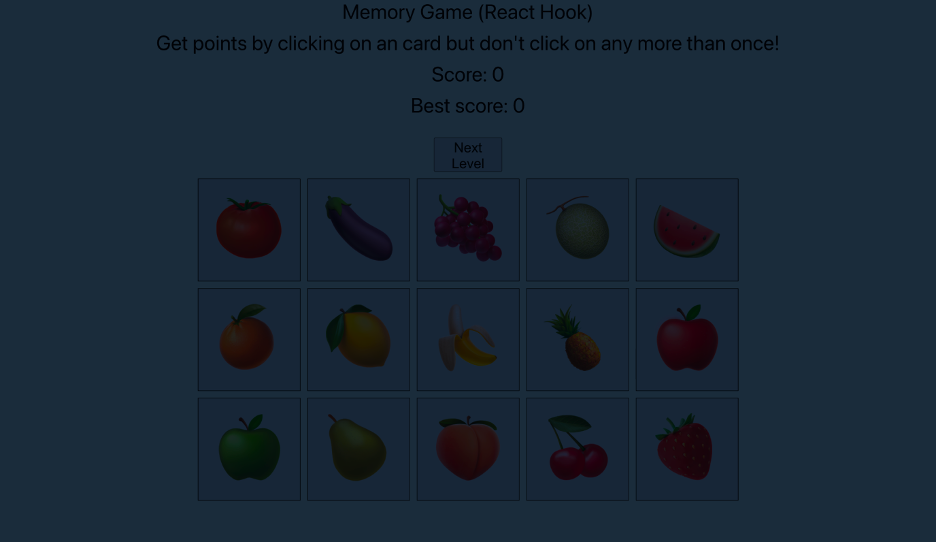 Memory Game (React Hook)
Get points by clicking on an card but don't click on any more than once!
Score: 0
Best score: 0
Next
Level